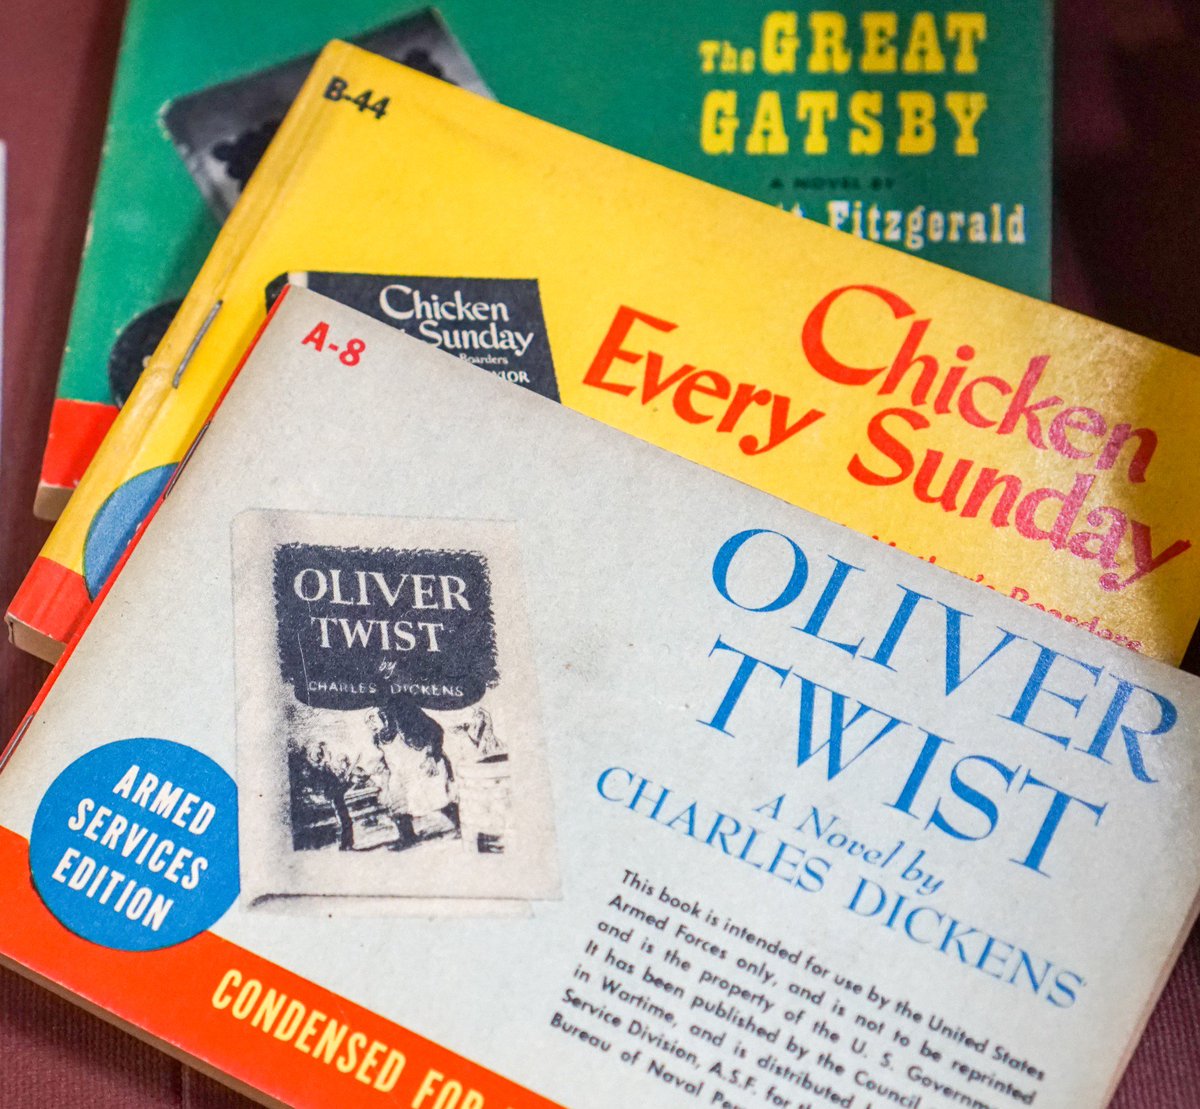 The GREAT
GATSBY
A NOVEL BY
Fitzgerald
B-44
Chicken
Sunday
Boarders
Chicken
Every Sunday
Boarders
A-8
OLIVER
TWIST
by
CHARLES DICKENS
OLIVER
TWIST
A Novel by
CHARLES DICKENS
This book is intended for use by the United States
Armed Forces only, and is not to be reprinted
and is the property of the U. S. Governm
It has been published by the Council
in Wartime, and is distributed
Service Division, A.S.F. for th
Bureau of Naval Per
ARMED
SERVICES
EDITION
CONDENSED FOR